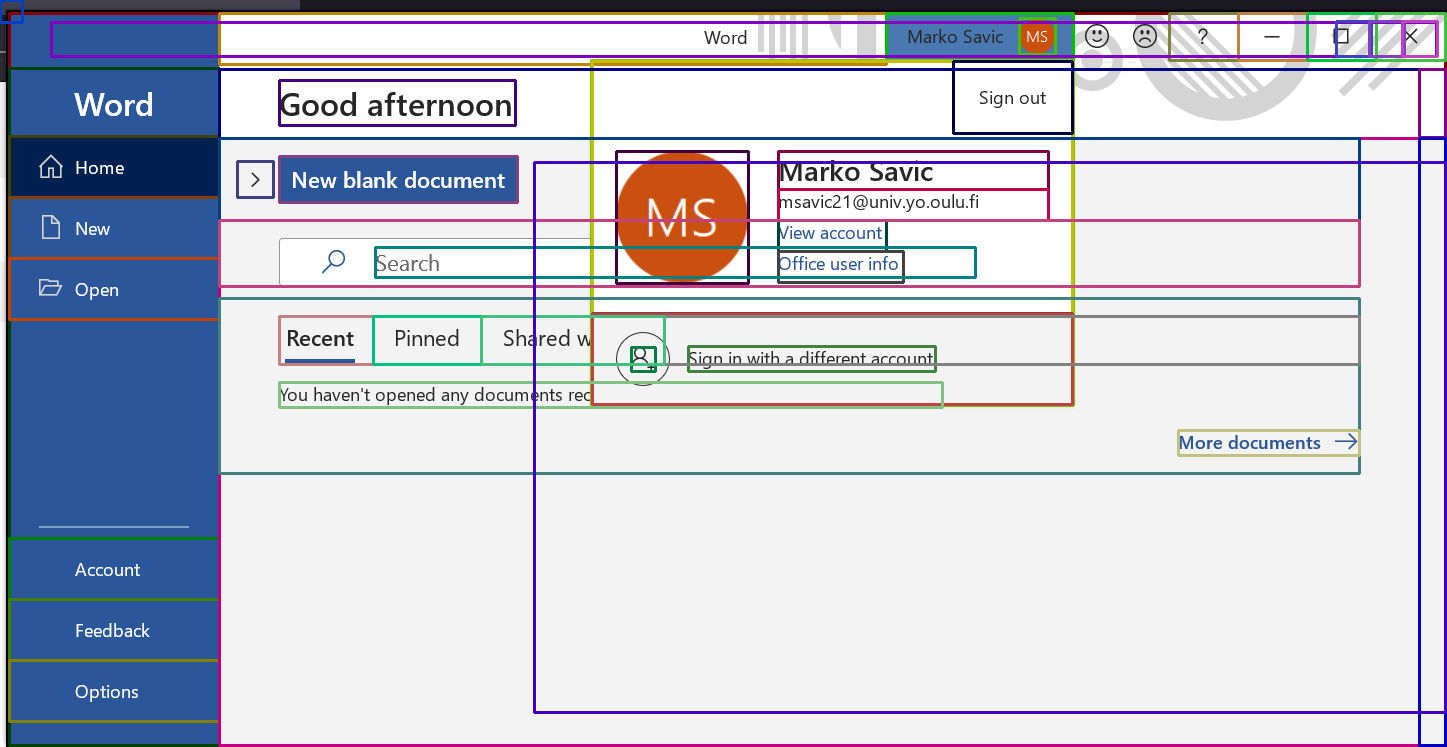 Word
Marko Savic
MS
?
Word
Good afternoon
Sign out
Home
New blank document
MS
Marko Savic
msavic21@univ.yo.oulu.fi
New
View account
Search
Office user info
Open
Recent
Pinned
Shared w
Sign in with a different account
You haven't opened any documents rec
More documents
Account
Feedback
Options